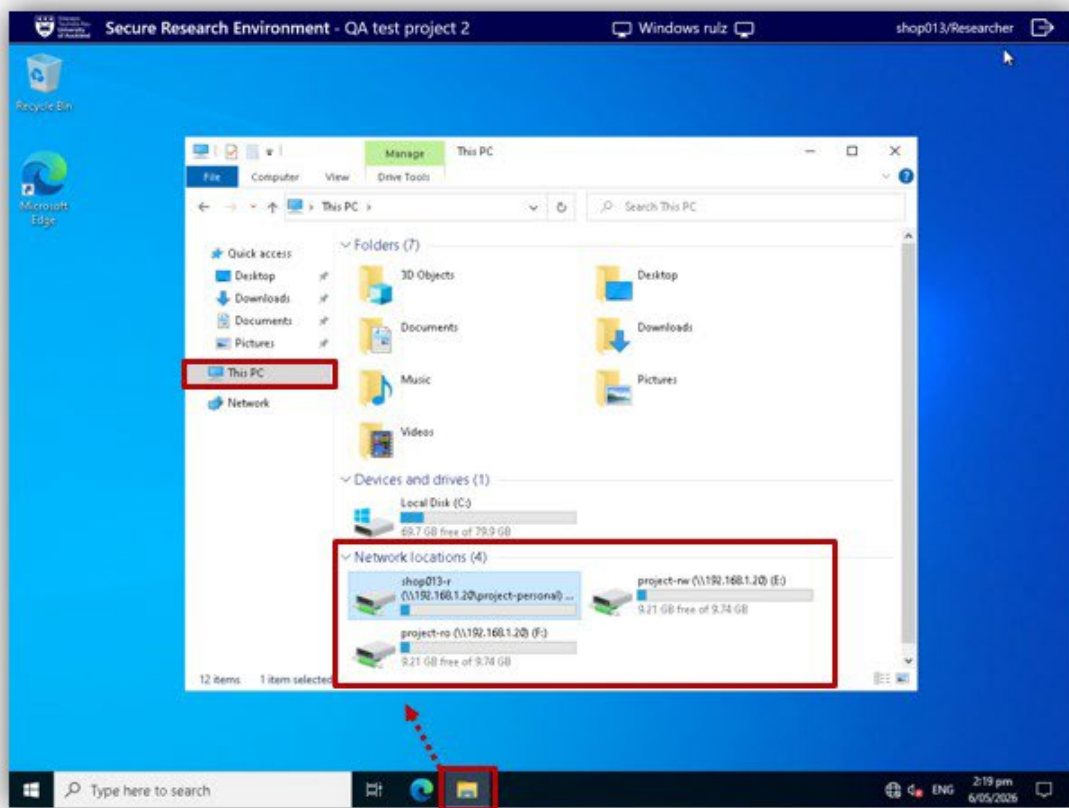 Secure Research Environment - QA test project 2
Windows rulz
shop013/Researcher
Recycle Bin
Microsoft
Edge
Manage
This PC
File
Computer
View
Drive Tools
This PC
Search This PC
Quick access
Desktop
Downloads
Documents
Pictures
This PC
Network
Folders (7)
3D Objects
Desktop
Documents
Downloads
Music
Pictures
Videos
Devices and drives (1)
Local Disk (C:)
69.7 GB free of 79.9 GB
Network locations (4)
shop013-r
(\\192.168.1.20\project-personal) ...
project-rw (\\192.168.1.20) (E:)
9.21 GB free of 9.74 GB
project-ro (\\192.168.1.20) (F:)
9.21 GB free of 9.74 GB
12 items
1 item selected
Type here to search
ENG
2:19 pm
6/05/2026